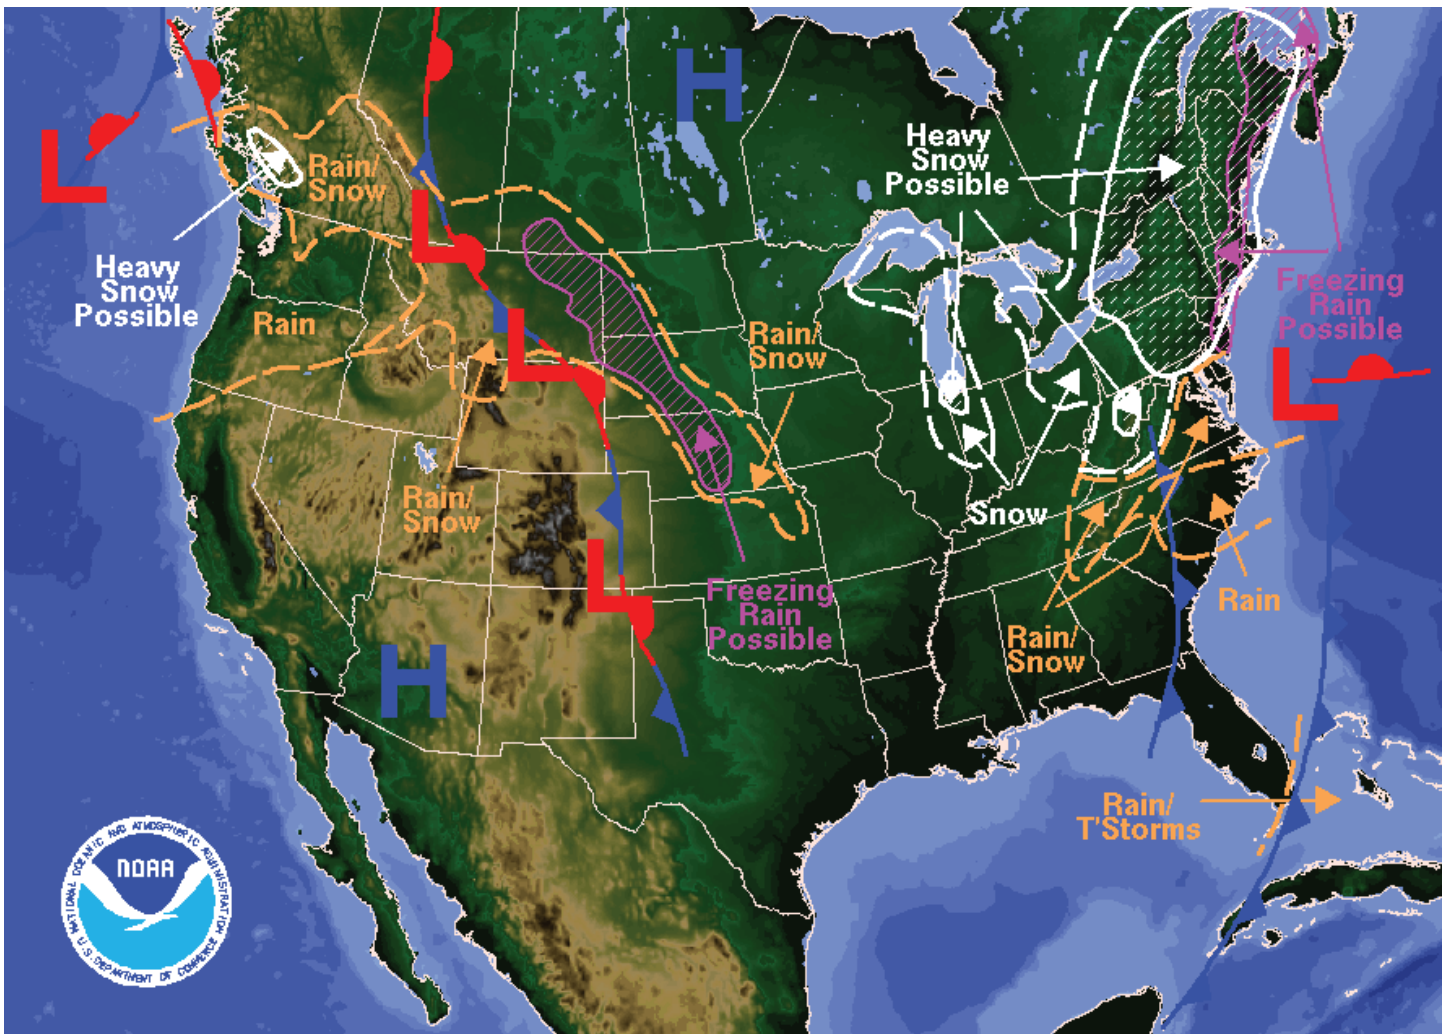 H
Heavy
Snow
Possible
Rain/
Snow
L
L
Heavy
Snow
Possible
Rain
Freezing
Rain
Possible
L
Rain/
Snow
L
Rain/
Snow
Snow
L
Freezing
Rain
Possible
Rain
Rain/
Snow
H
Rain/
T'Storms
NOAA
NATIONAL OCEANIC AND ATMOSPHERIC ADMINISTRATION
U.S. DEPARTMENT OF COMMERCE